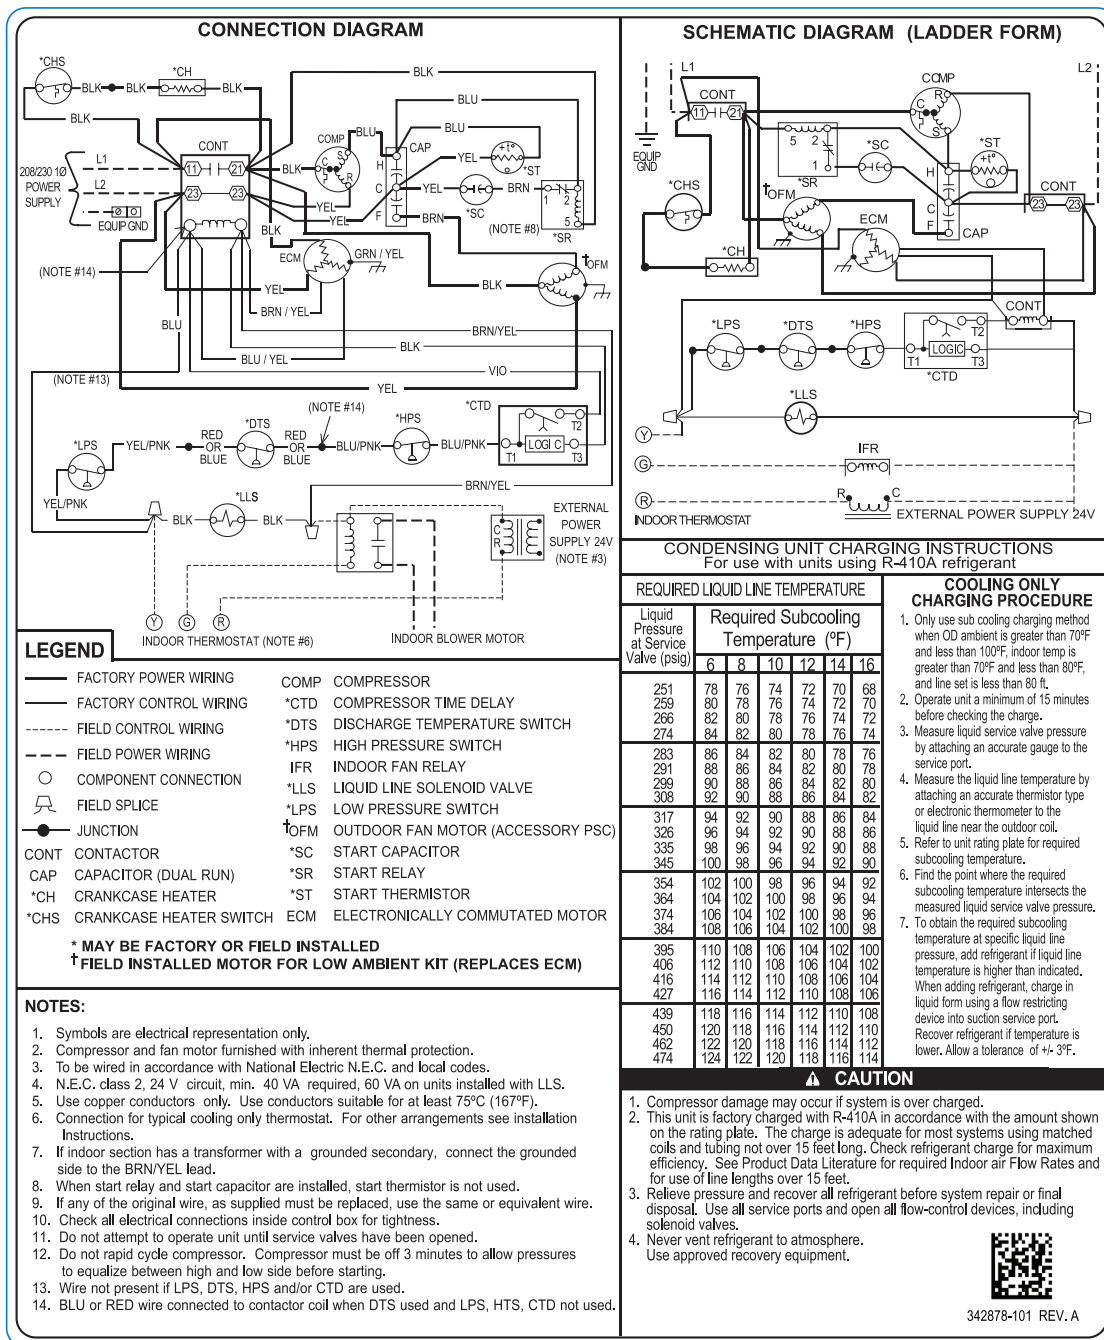 CONNECTION DIAGRAM
*CHS
BLK
BLK
*CH
BLK
BLK
BLK
BLU
BLU
COMP
BLU
CAP
CONT
L1
L2
208/230 1Ø
POWER
SUPPLY
EQUIP GND
11
21
23
23
BLK
S
C
R
H
C
F
YEL
+t°
*ST
YEL
YEL
YEL
BRN
*SC
BRN
(NOTE #8)
1
2
5
*SR
(NOTE #14)
BLK
ECM
GRN / YEL
†OFM
BLK
YEL
BRN / YEL
BLU
BRN/YEL
BLK
BLU / YEL
VIO
(NOTE #13)
YEL
(NOTE #14)
*CTD
*LPS
YEL/PNK
RED
OR
BLUE
*DTS
RED
OR
BLUE
BLU/PNK
*HPS
BLU/PNK
T1
LOGIC
T2
T3
YEL/PNK
BRN/YEL
*LLS
BLK
BLK
C
R
EXTERNAL
POWER
SUPPLY 24V
(NOTE #3)
Y
G
R
INDOOR THERMOSTAT (NOTE #6)
INDOOR BLOWER MOTOR
LEGEND
FACTORY POWER WIRING
FACTORY CONTROL WIRING
FIELD CONTROL WIRING
FIELD POWER WIRING
COMPONENT CONNECTION
FIELD SPLICE
JUNCTION
CONT CONTACTOR
CAP CAPACITOR (DUAL RUN)
*CH CRANKCASE HEATER
*CHS CRANKCASE HEATER SWITCH
COMP COMPRESSOR
*CTD COMPRESSOR TIME DELAY
*DTS DISCHARGE TEMPERATURE SWITCH
*HPS HIGH PRESSURE SWITCH
IFR INDOOR FAN RELAY
*LLS LIQUID LINE SOLENOID VALVE
*LPS LOW PRESSURE SWITCH
†OFM OUTDOOR FAN MOTOR (ACCESSORY PSC)
*SC START CAPACITOR
*SR START RELAY
*ST START THERMISTOR
ECM ELECTRONICALLY COMMUTATED MOTOR
* MAY BE FACTORY OR FIELD INSTALLED
† FIELD INSTALLED MOTOR FOR LOW AMBIENT KIT (REPLACES ECM)
NOTES:
1. Symbols are electrical representation only.
2. Compressor and fan motor furnished with inherent thermal protection.
3. To be wired in accordance with National Electric N.E.C. and local codes.
4. N.E.C. class 2, 24 V circuit, min. 40 VA required, 60 VA on units installed with LLS.
5. Use copper conductors only. Use conductors suitable for at least 75ºC (167ºF).
6. Connection for typical cooling only thermostat. For other arrangements see installation
Instructions.
7. If indoor section has a transformer with a grounded secondary, connect the grounded
side to the BRN/YEL lead.
8. When start relay and start capacitor are installed, start thermistor is not used.
9. If any of the original wire, as supplied must be replaced, use the same or equivalent wire.
10. Check all electrical connections inside control box for tightness.
11. Do not attempt to operate unit until service valves have been opened.
12. Do not rapid cycle compressor. Compressor must be off 3 minutes to allow pressures
to equalize between high and low side before starting.
13. Wire not present if LPS, DTS, HPS and/or CTD are used.
14. BLU or RED wire connected to contactor coil when DTS used and LPS, HTS, CTD not used.
SCHEMATIC DIAGRAM (LADDER FORM)
L1
L2
CONT
11
21
COMP
R
C
S
EQUIP
GND
5
2
1
*SR
*SC
H
+t°
*ST
*CHS
†OFM
CONT
23
23
C
F
CAP
ECM
*CH
CONT
*LPS
*DTS
*HPS
T2
LOGIC
T1
T3
*CTD
*LLS
Y
G
IFR
R
R
C
INDOOR THERMOSTAT
EXTERNAL POWER SUPPLY 24V
CONDENSING UNIT CHARGING INSTRUCTIONS
For use with units using R-410A refrigerant
REQUIRED LIQUID LINE TEMPERATURE
Liquid
Pressure
at Service
Valve (psig)
Required Subcooling
Temperature (ºF)
6 8 10 12 14 16
251 78 76 74 72 70 68
259 80 78 76 74 72 70
266 82 80 78 76 74 72
274 84 82 80 78 76 74
283 86 84 82 80 78 76
291 88 86 84 82 80 78
299 90 88 86 84 82 80
308 92 90 88 86 84 82
317 94 92 90 88 86 84
326 96 94 92 90 88 86
335 98 96 94 92 90 88
345 100 98 96 94 92 90
354 102 100 98 96 94 92
364 104 102 100 98 96 94
374 106 104 102 100 98 96
384 108 106 104 102 100 98
395 110 108 106 104 102 100
406 112 110 108 106 104 102
416 114 112 110 108 106 104
427 116 114 112 110 108 106
439 118 116 114 112 110 108
450 120 118 116 114 112 110
462 122 120 118 116 114 112
474 124 122 120 118 116 114
COOLING ONLY
CHARGING PROCEDURE
1. Only use sub cooling charging method
when OD ambient is greater than 70ºF
and less than 100ºF, indoor temp is
greater than 70ºF and less than 80ºF,
and line set is less than 80 ft.
2. Operate unit a minimum of 15 minutes
before checking the charge.
3. Measure liquid service valve pressure
by attaching an accurate gauge to the
service port.
4. Measure the liquid line temperature by
attaching an accurate thermistor type
or electronic thermometer to the
liquid line near the outdoor coil.
5. Refer to unit rating plate for required
subcooling temperature.
6. Find the point where the required
subcooling temperature intersects the
measured liquid service valve pressure.
7. To obtain the required subcooling
temperature at specific liquid line
pressure, add refrigerant if liquid line
temperature is higher than indicated.
When adding refrigerant, charge in
liquid form using a flow restricting
device into suction service port.
Recover refrigerant if temperature is
lower. Allow a tolerance of +/- 3ºF.
⚠ CAUTION
1. Compressor damage may occur if system is over charged.
2. This unit is factory charged with R-410A in accordance with the amount shown
on the rating plate. The charge is adequate for most systems using matched
coils and tubing not over 15 feet long. Check refrigerant charge for maximum
efficiency. See Product Data Literature for required Indoor air Flow Rates and
for use of line lengths over 15 feet.
3. Relieve pressure and recover all refrigerant before system repair or final
disposal. Use all service ports and open all flow-control devices, including
solenoid valves.
4. Never vent refrigerant to atmosphere.
Use approved recovery equipment.
342878-101 REV. A